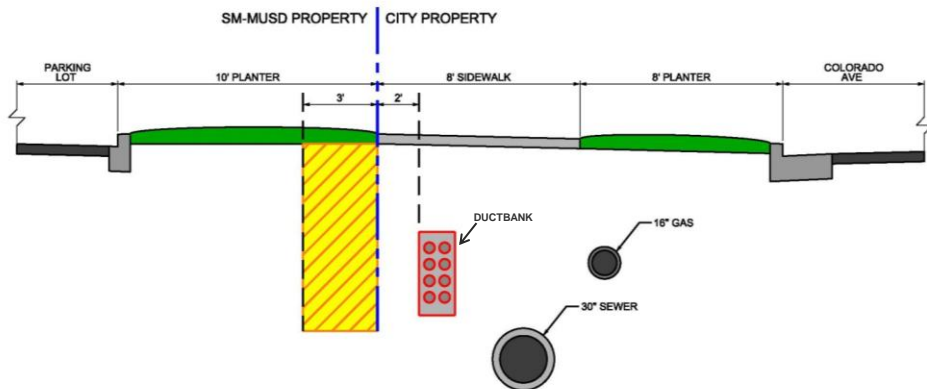 SM-MUSD PROPERTY
CITY PROPERTY
PARKING
LOT
10' PLANTER
8' SIDEWALK
8' PLANTER
COLORADO
AVE
3'
2'
DUCTBANK
16" GAS
30" SEWER